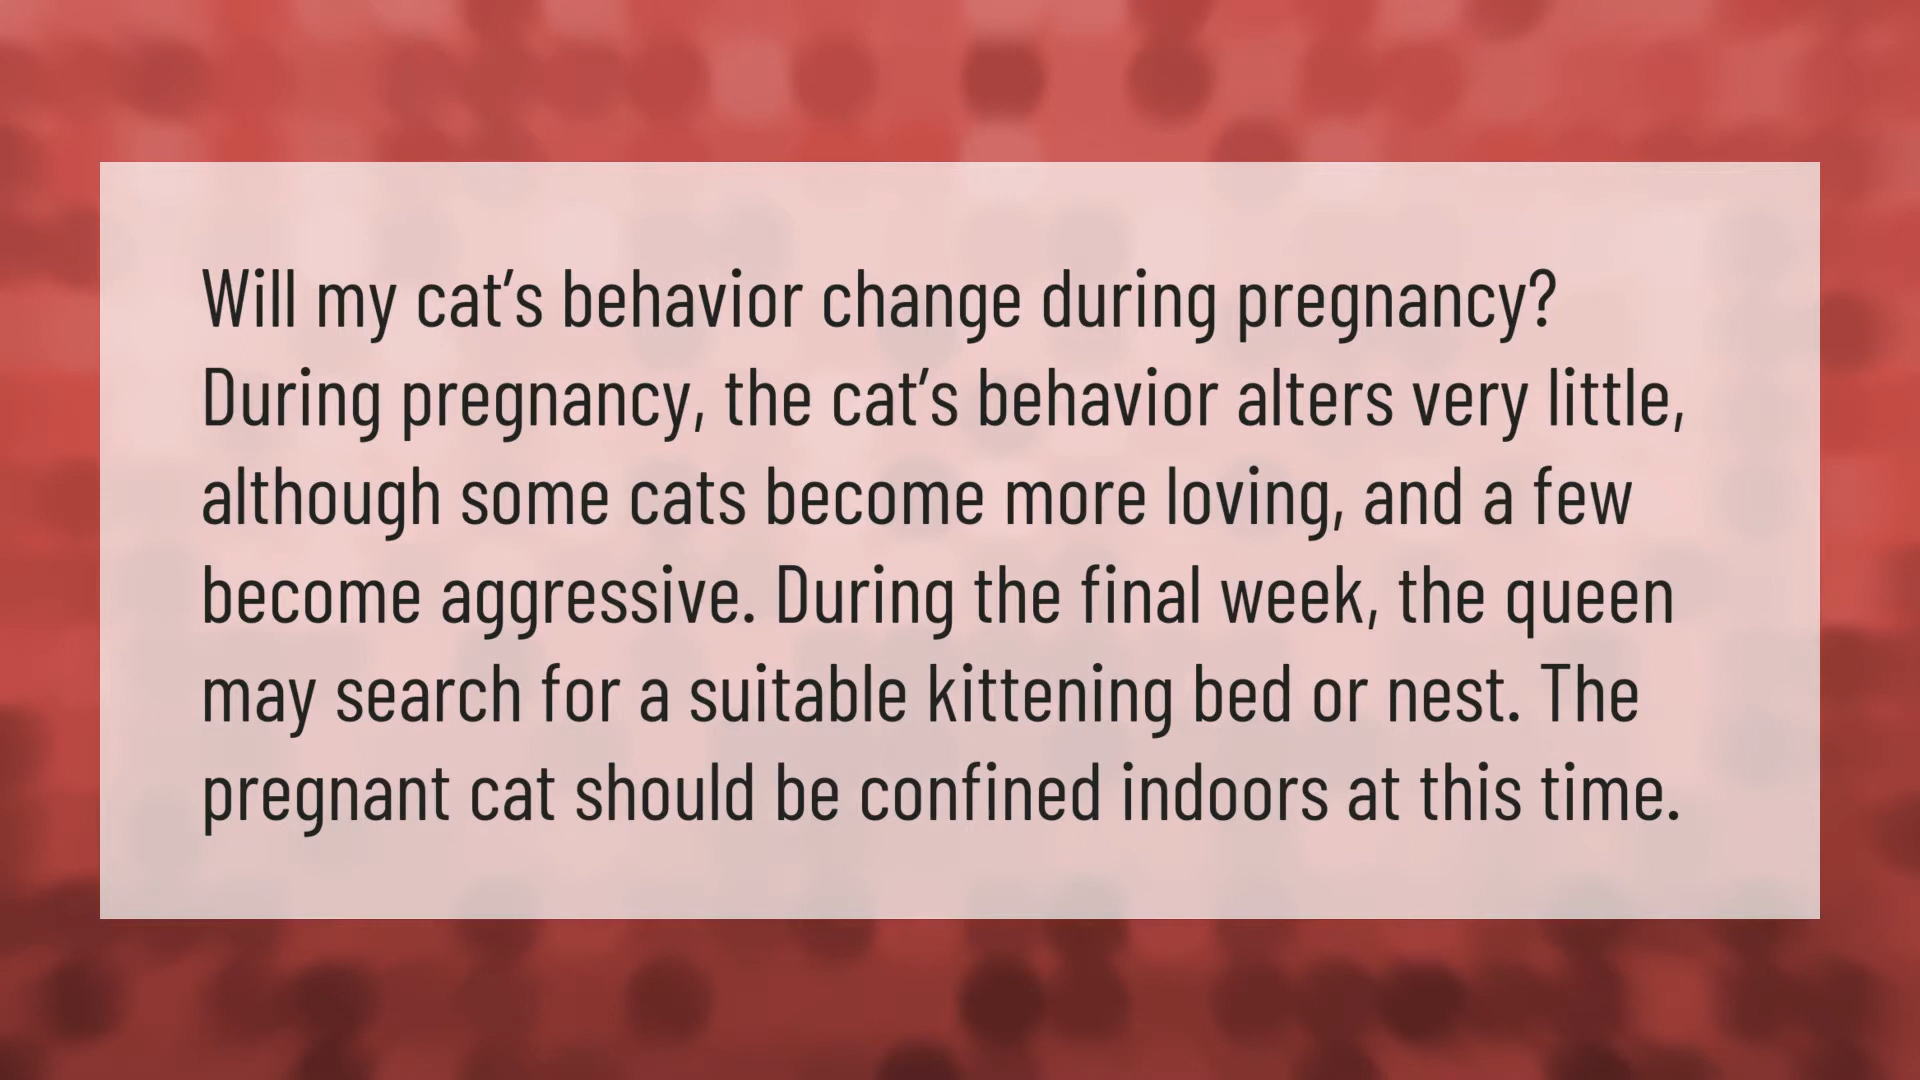 Will my cat’s behavior change during pregnancy?
During pregnancy, the cat’s behavior alters very little,
although some cats become more loving, and a few
become aggressive. During the final week, the queen
may search for a suitable kittening bed or nest. The
pregnant cat should be confined indoors at this time.